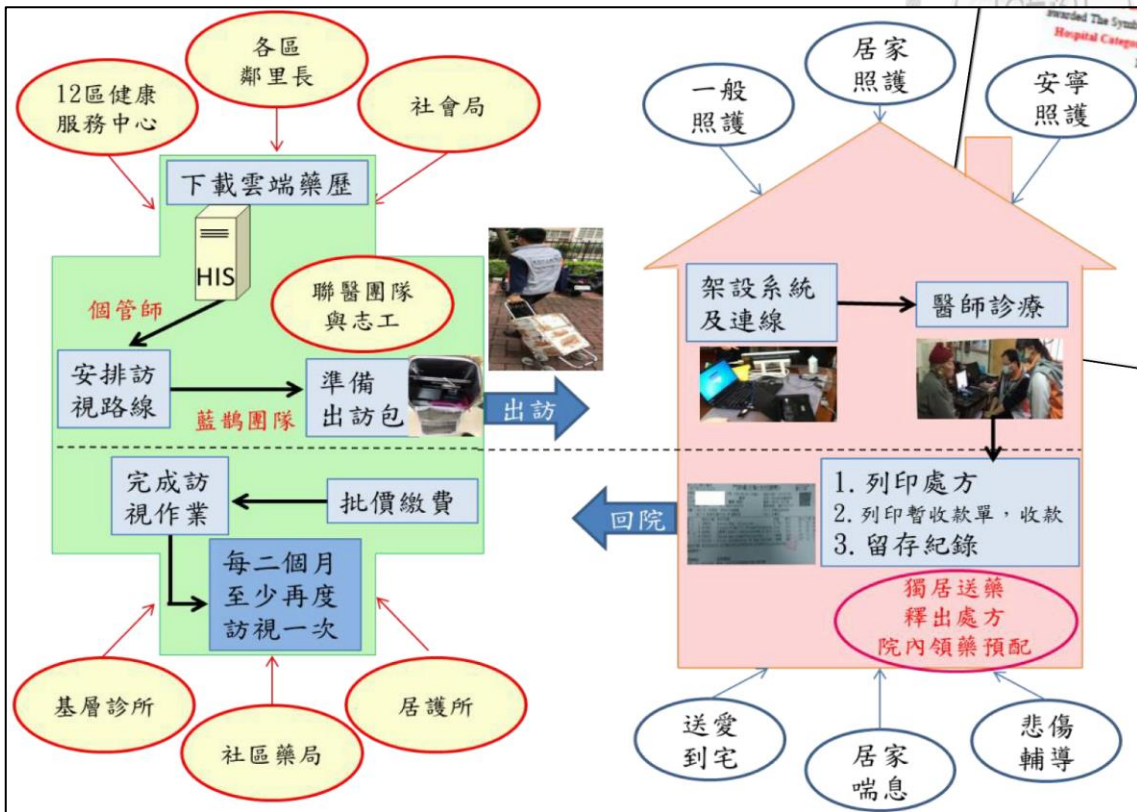 awarded The Symb
Hospital Categor
各區
鄰里長
12區健康
服務中心
社會局
下載雲端藥歷
HIS
聯醫團隊
與志工
個管師
安排訪
視路線
藍鵲團隊
準備
出訪包
出訪
完成訪
視作業
批價繳費
每二個月
至少再度
訪視一次
回院
基層診所
社區藥局
居護所
一般
照護
居家
照護
安寧
照護
架設系統
及連線
醫師診療
1. 列印處方
2. 列印暫收款單，收款
3. 留存紀錄
獨居送藥
釋出處方
院內領藥預配
送愛
到宅
居家
喘息
悲傷
輔導